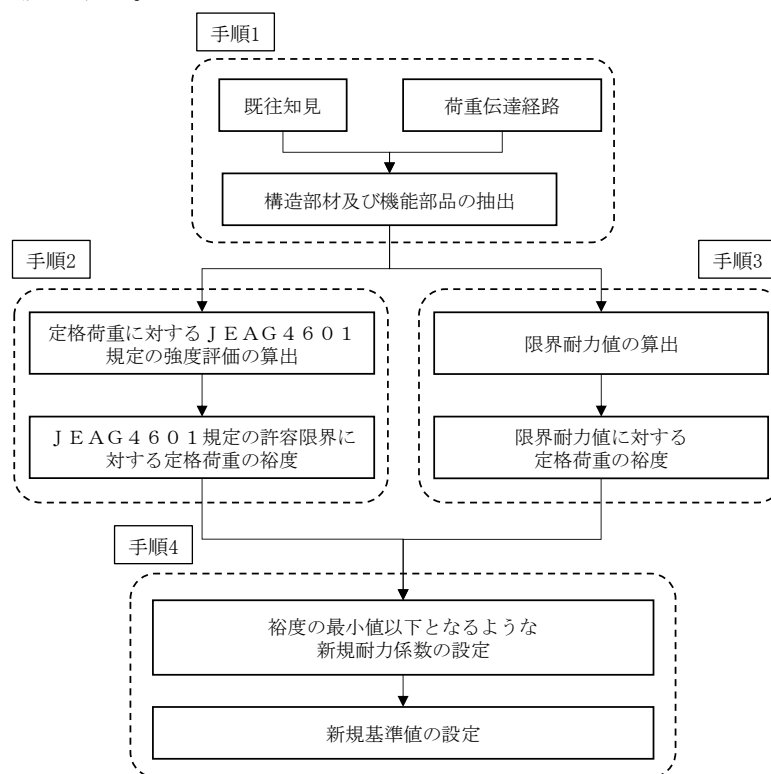 手順1
既往知見
荷重伝達経路
構造部材及び機能部品の抽出
手順2
手順3
定格荷重に対するＪＥＡＧ４６０１
規定の強度評価の算出
限界耐力値の算出
ＪＥＡＧ４６０１規定の許容限界に
対する定格荷重の裕度
限界耐力値に対する
定格荷重の裕度
手順4
裕度の最小値以下となるような
新規耐力係数の設定
新規基準値の設定